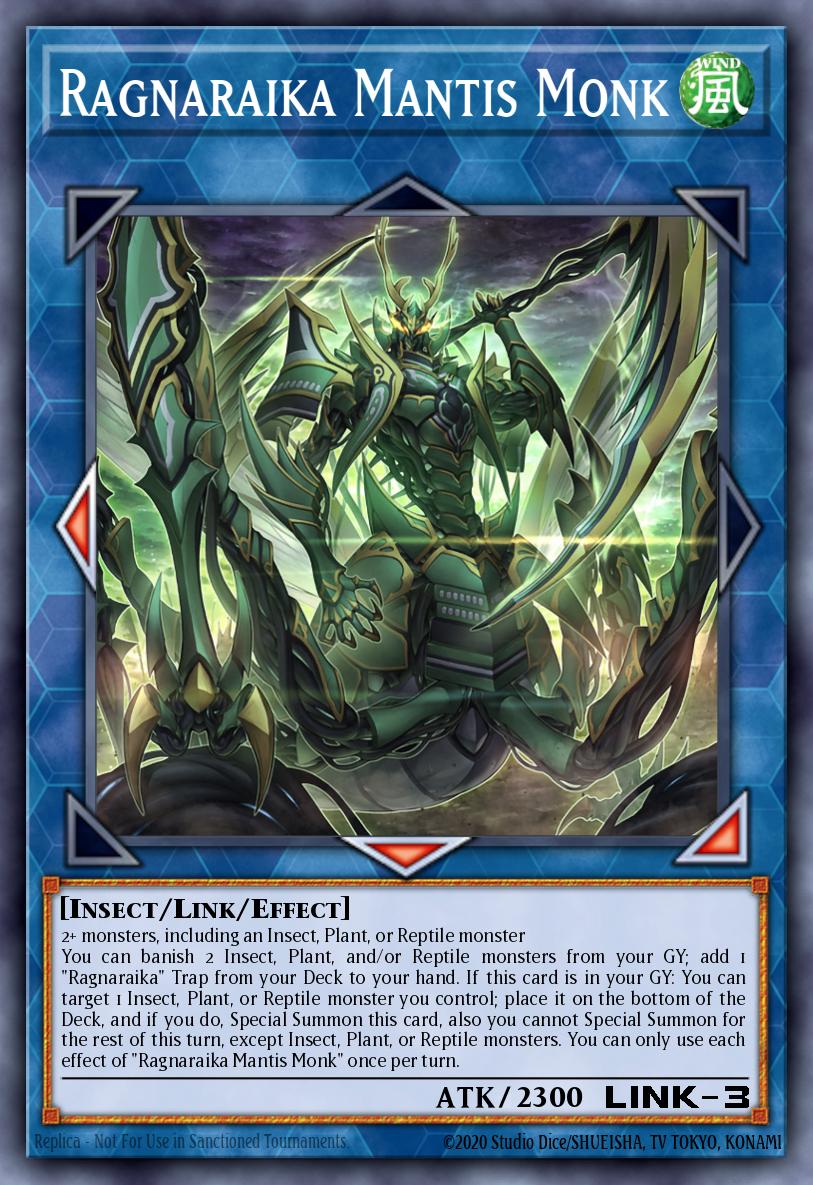 Ragnaraika Mantis Monk
WIND
風
[Insect/Link/Effect]
2+ monsters, including an Insect, Plant, or Reptile monster
You can banish 2 Insect, Plant, and/or Reptile monsters from your GY; add 1
"Ragnaraika" Trap from your Deck to your hand. If this card is in your GY: You can
target 1 Insect, Plant, or Reptile monster you control; place it on the bottom of the
Deck, and if you do, Special Summon this card, also you cannot Special Summon for
the rest of this turn, except Insect, Plant, or Reptile monsters. You can only use each
effect of "Ragnaraika Mantis Monk" once per turn.
ATK/2300 LINK-3
Replica - Not For Use in Sanctioned Tournaments. ©2020 Studio Dice/SHUEISHA, TV TOKYO, KONAMI